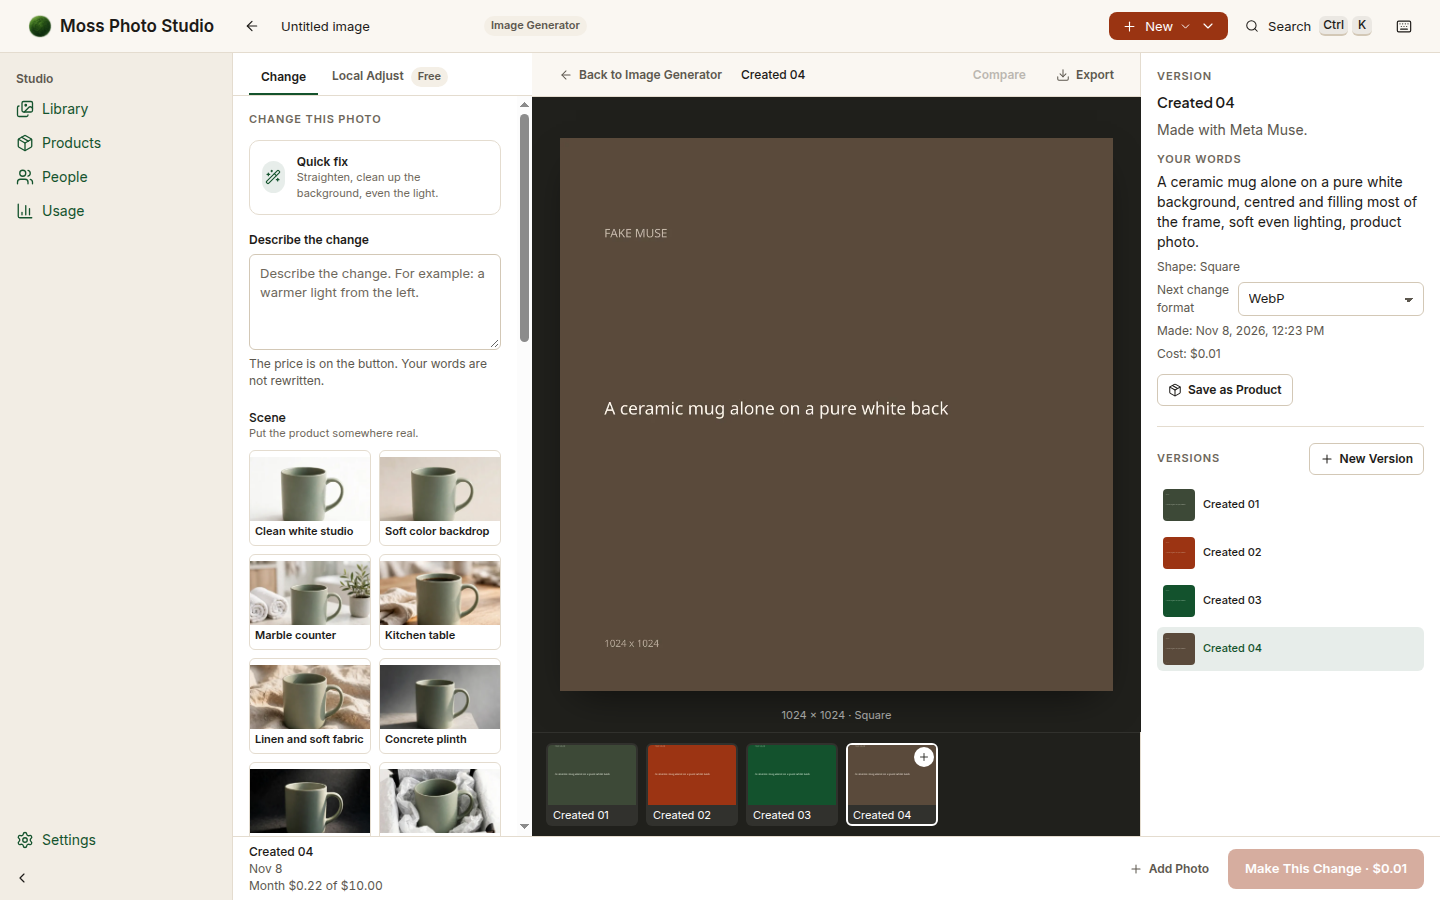 Moss Photo Studio
Untitled image
Image Generator
New
Search Ctrl K
Studio
Library
Products
People
Usage
Settings
Change
Local Adjust Free
CHANGE THIS PHOTO
Quick fix
Straighten, clean up the
background, even the light.
Describe the change
Describe the change. For example: a
warmer light from the left.
The price is on the button. Your words are
not rewritten.
Scene
Put the product somewhere real.
Clean white studio
Soft color backdrop
Marble counter
Kitchen table
Linen and soft fabric
Concrete plinth
Back to Image Generator
Created 04
Compare
Export
FAKE MUSE
A ceramic mug alone on a pure white back
1024 x 1024
1024 × 1024 · Square
Created 01
Created 02
Created 03
Created 04
VERSION
Created 04
Made with Meta Muse.
YOUR WORDS
A ceramic mug alone on a pure white
background, centred and filling most of
the frame, soft even lighting, product
photo.
Shape: Square
Next change
format
WebP
Made: Nov 8, 2026, 12:23 PM
Cost: $0.01
Save as Product
VERSIONS
New Version
Created 01
Created 02
Created 03
Created 04
Created 04
Nov 8
Month $0.22 of $10.00
Add Photo
Make This Change · $0.01